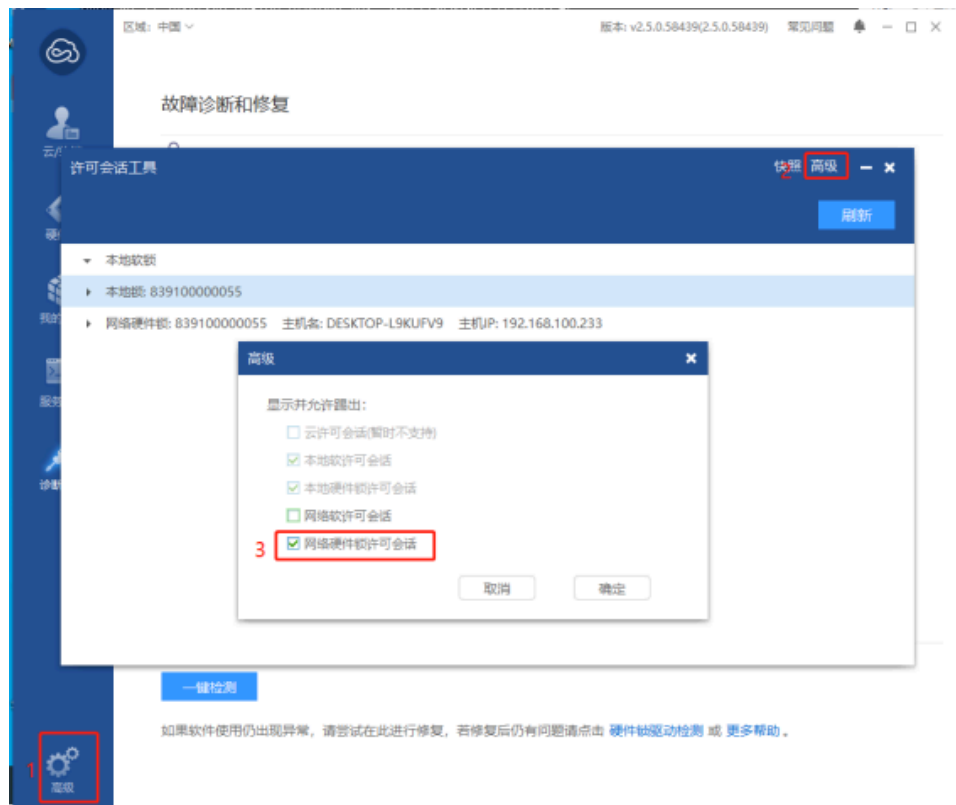 区域: 中国
版本: v2.5.0.58439(2.5.0.58439) 常见问题
故障诊断和修复
许可会话工具
快照 高级
2
刷新
本地软锁
本地锁: 839100000055
网络硬件锁: 839100000055 主机名: DESKTOP-L9KUFV9 主机IP: 192.168.100.233
高级
显示并允许踢出:
云许可会话(暂时不支持)
本地软许可会话
本地硬件锁许可会话
网络软许可会话
3
网络硬件锁许可会话
取消
确定
一键检测
如果软件使用仍出现异常，请尝试在此进行修复，若修复后仍有问题请点击 硬件锁驱动检测 或 更多帮助。
1
高级